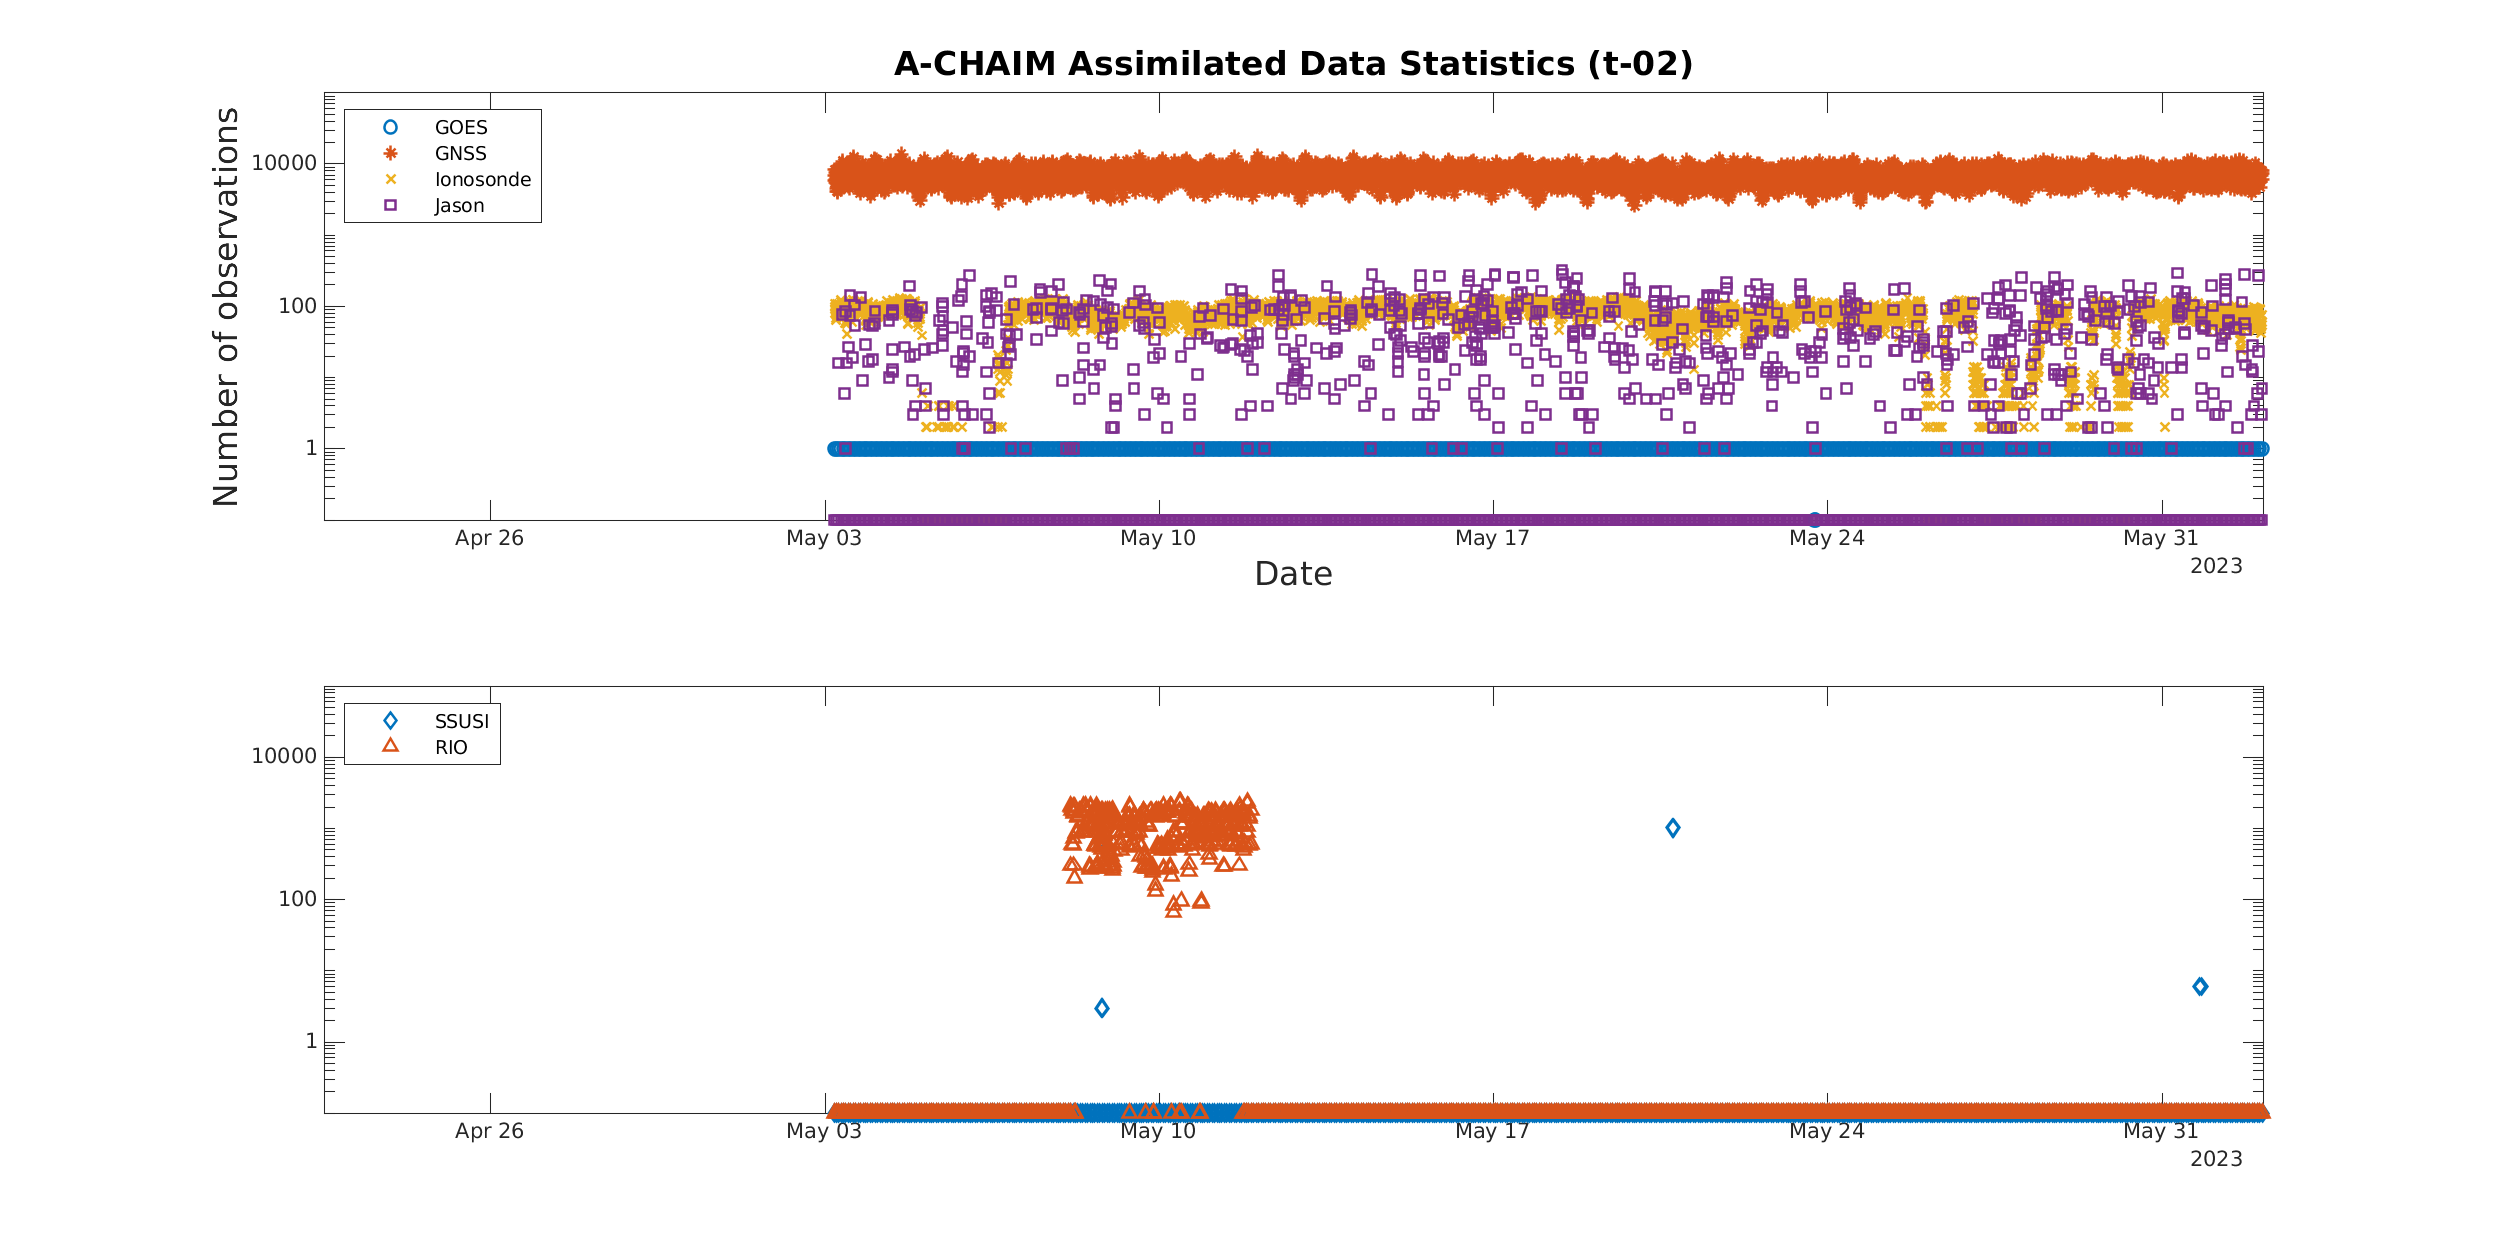 A-CHAIM Assimilated Data Statistics (t-02)
Number of observations
GOES
GNSS
Ionosonde
Jason
10000
100
1
Apr 26 May 03 May 10 May 17 May 24 May 31
2023
Date
SSUSI
RIO
10000
100
1
Apr 26 May 03 May 10 May 17 May 24 May 31
2023